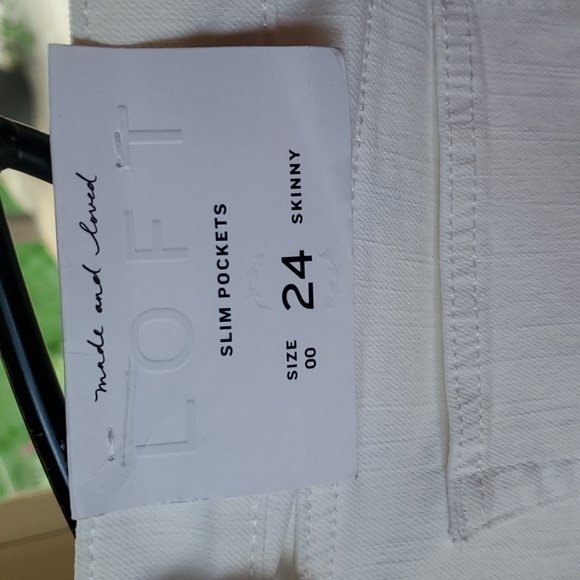 made and loved
LOFT
SLIM POCKETS
SIZE 24 SKINNY
00